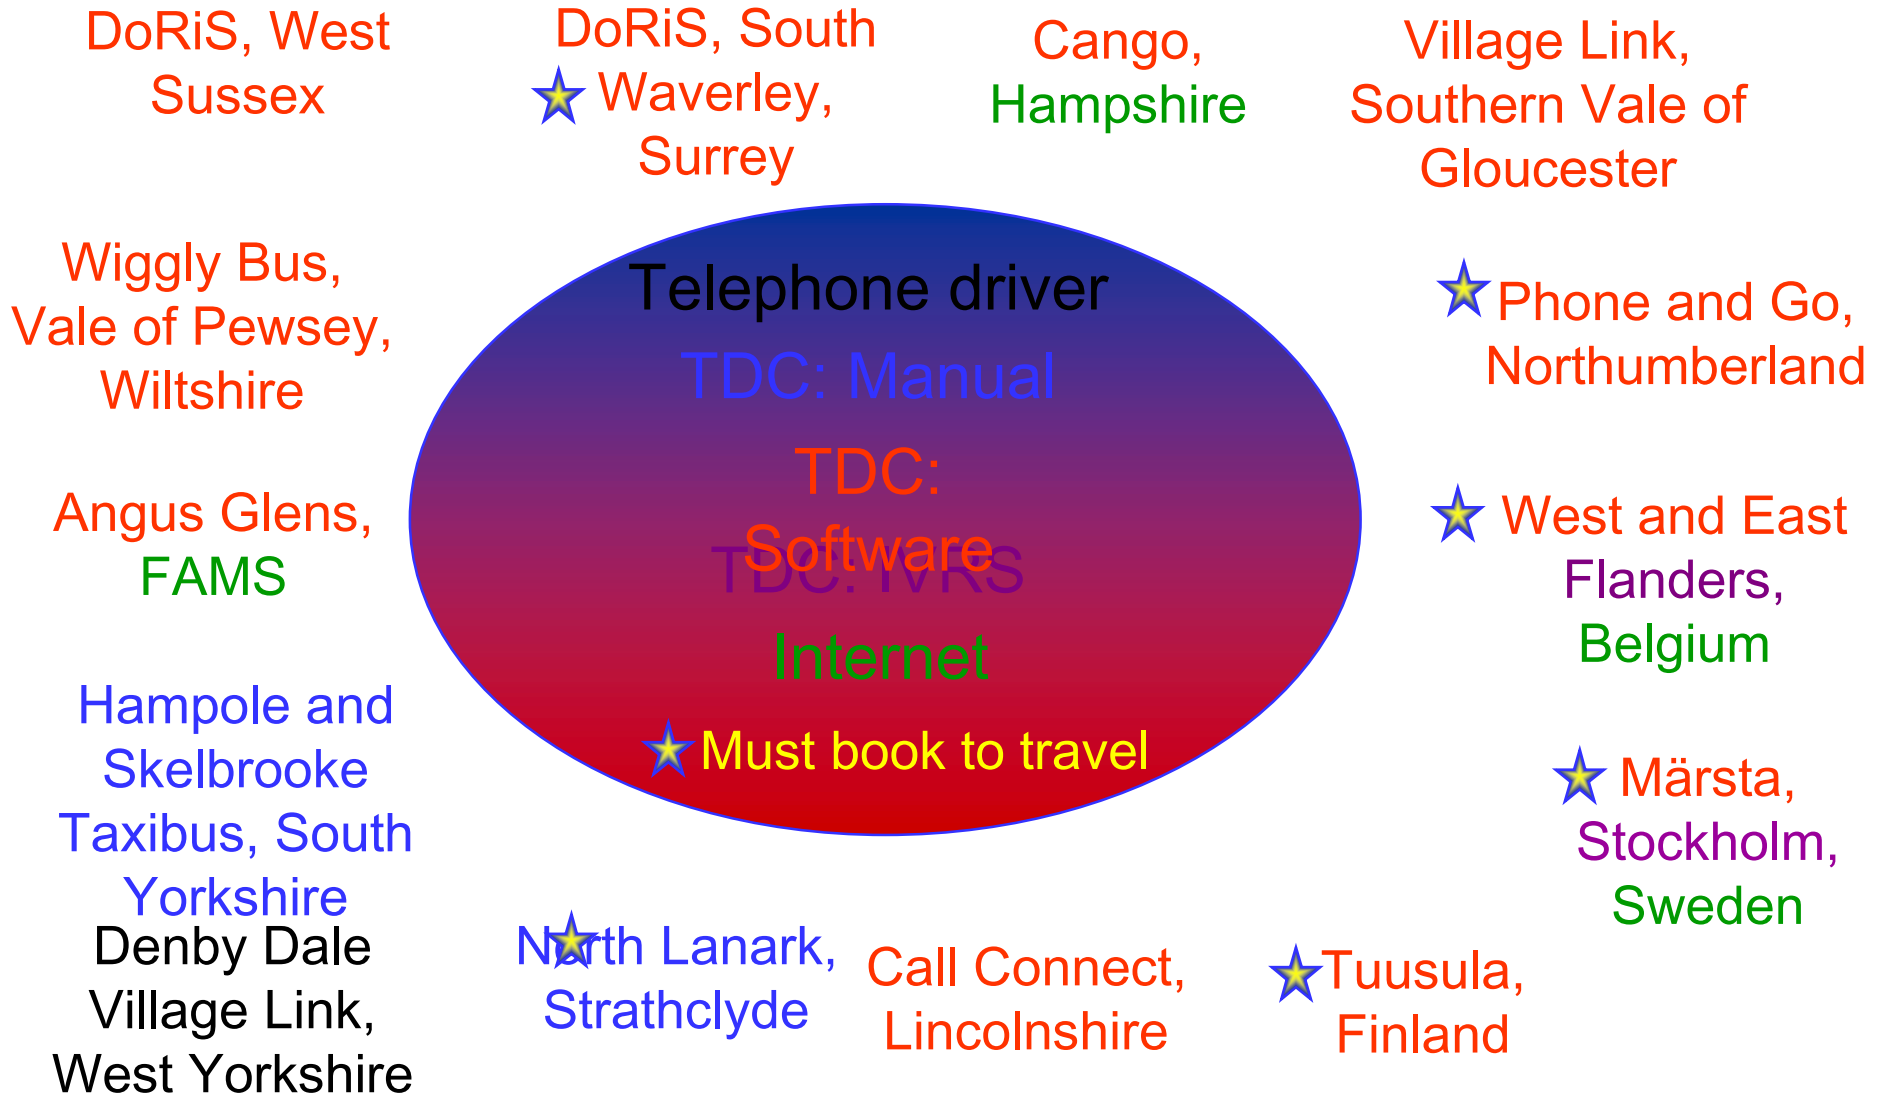 DoRiS, West
Sussex
DoRiS, South
Waverley,
Surrey
Cango,
Hampshire
Village Link,
Southern Vale of
Gloucester
Wiggly Bus,
Vale of Pewsey,
Wiltshire
Telephone driver
TDC: Manual
TDC:
Software
TDC: IVRS
Internet
Must book to travel
Phone and Go,
Northumberland
Angus Glens,
FAMS
West and East
Flanders,
Belgium
Hampole and
Skelbrooke
Taxibus, South
Yorkshire
Märsta,
Stockholm,
Sweden
Denby Dale
Village Link,
West Yorkshire
North Lanark,
Strathclyde
Call Connect,
Lincolnshire
Tuusula,
Finland